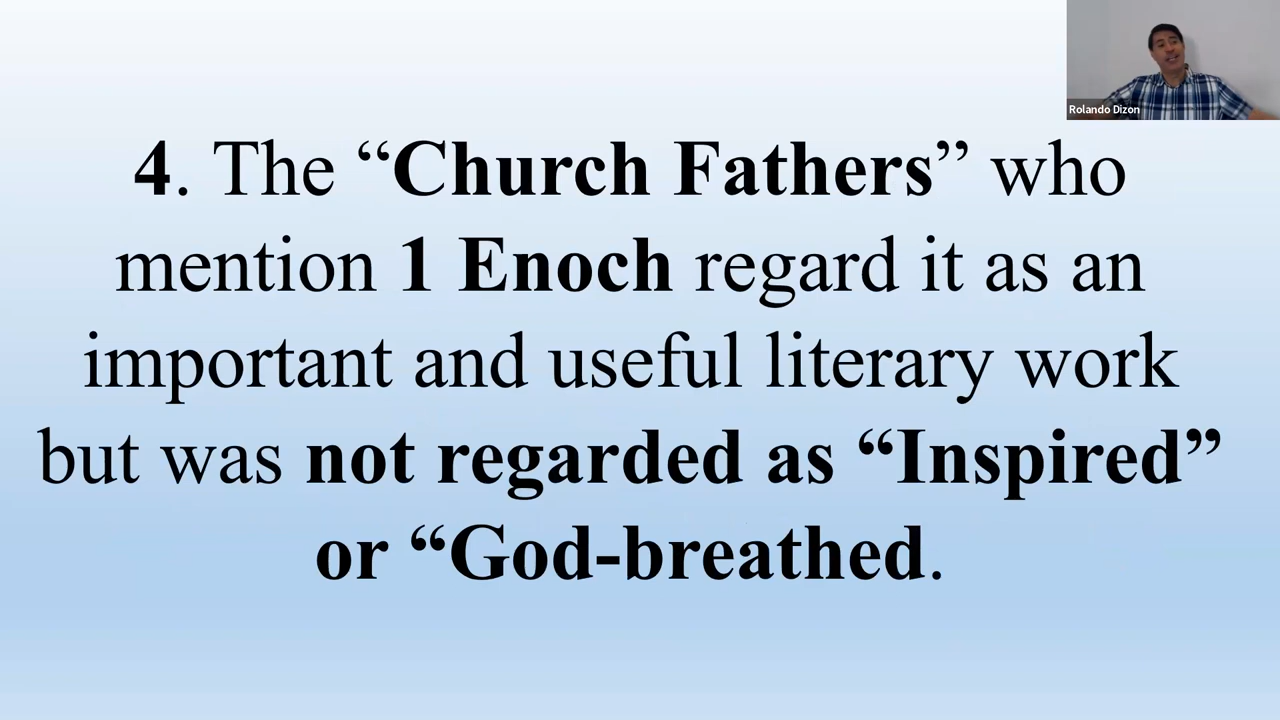 Rolando Dizon
4. The “Church Fathers” who
mention 1 Enoch regard it as an
important and useful literary work
but was not regarded as “Inspired”
or “God-breathed.